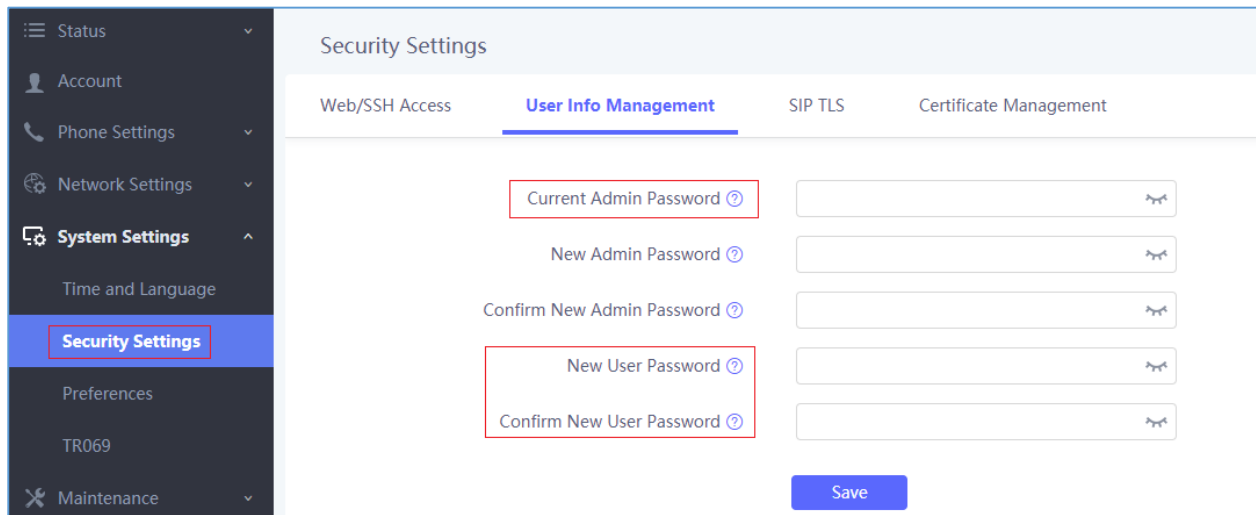 Status
Account
Phone Settings
Network Settings
System Settings
Time and Language
Security Settings
Preferences
TR069
Maintenance
Security Settings
Web/SSH Access User Info Management SIP TLS Certificate Management
Current Admin Password
New Admin Password
Confirm New Admin Password
New User Password
Confirm New User Password
Save